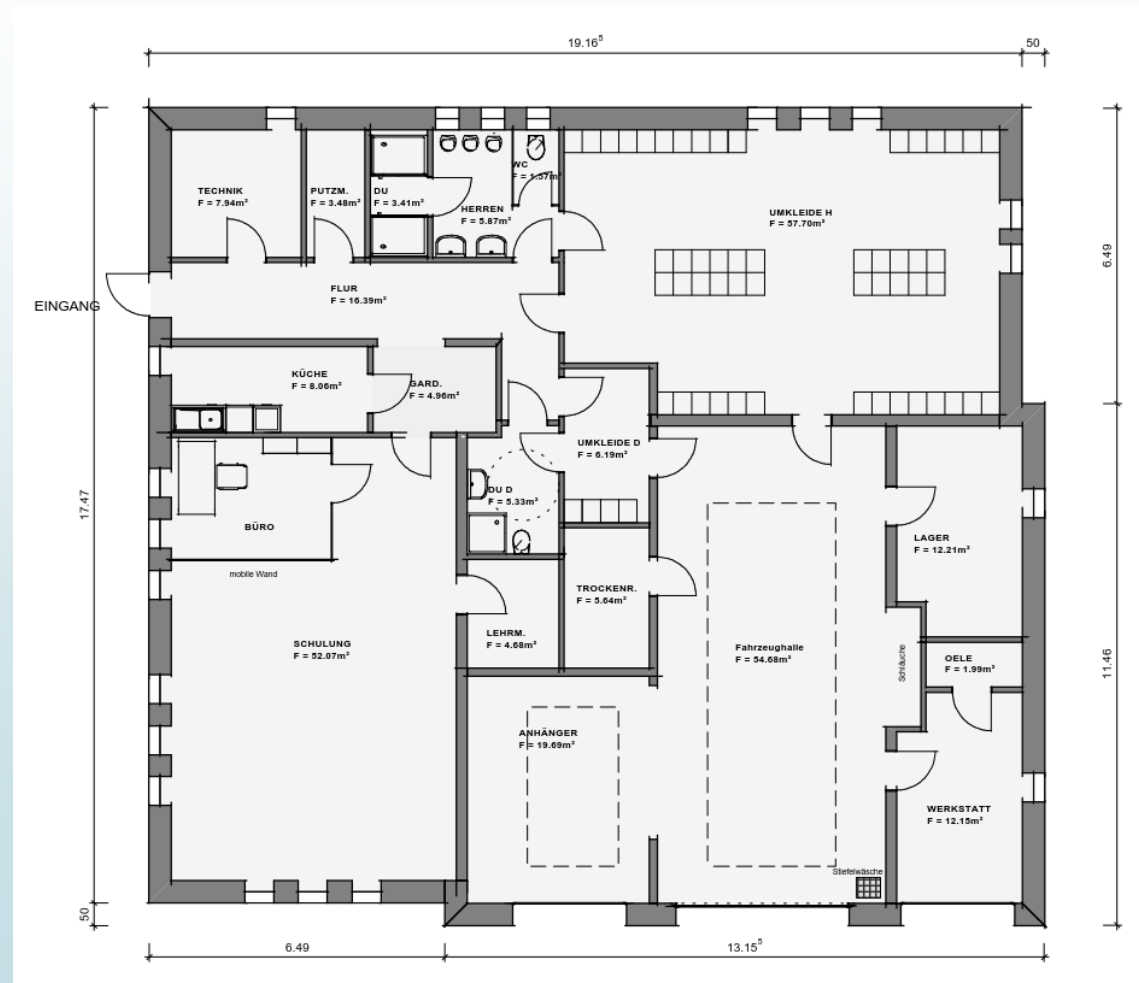 19.16⁵
50
TECHNIK
F = 7.94m²
PUTZM.
F = 3.48m²
DU
F = 3.41m²
HERREN
F = 5.87m²
WC
F = 1.57m²
UMKLEIDE H
F = 57.70m²
6.49
EINGANG
FLUR
F = 16.39m²
KÜCHE
F = 8.06m²
GARD.
F = 4.96m²
UMKLEIDE D
F = 6.19m²
DU D
F = 5.33m²
17.47
BÜRO
mobile Wand
LAGER
F = 12.21m²
TROCKENR.
F = 5.64m²
SCHULUNG
F = 52.07m²
LEHRM.
F = 4.68m²
Fahrzeughalle
F = 54.68m²
Schläuche
OELE
F = 1.99m²
11.46
ANHÄNGER
F = 19.69m²
WERKSTATT
F = 12.15m²
Stiefelwäsche
50
6.49
13.15⁵